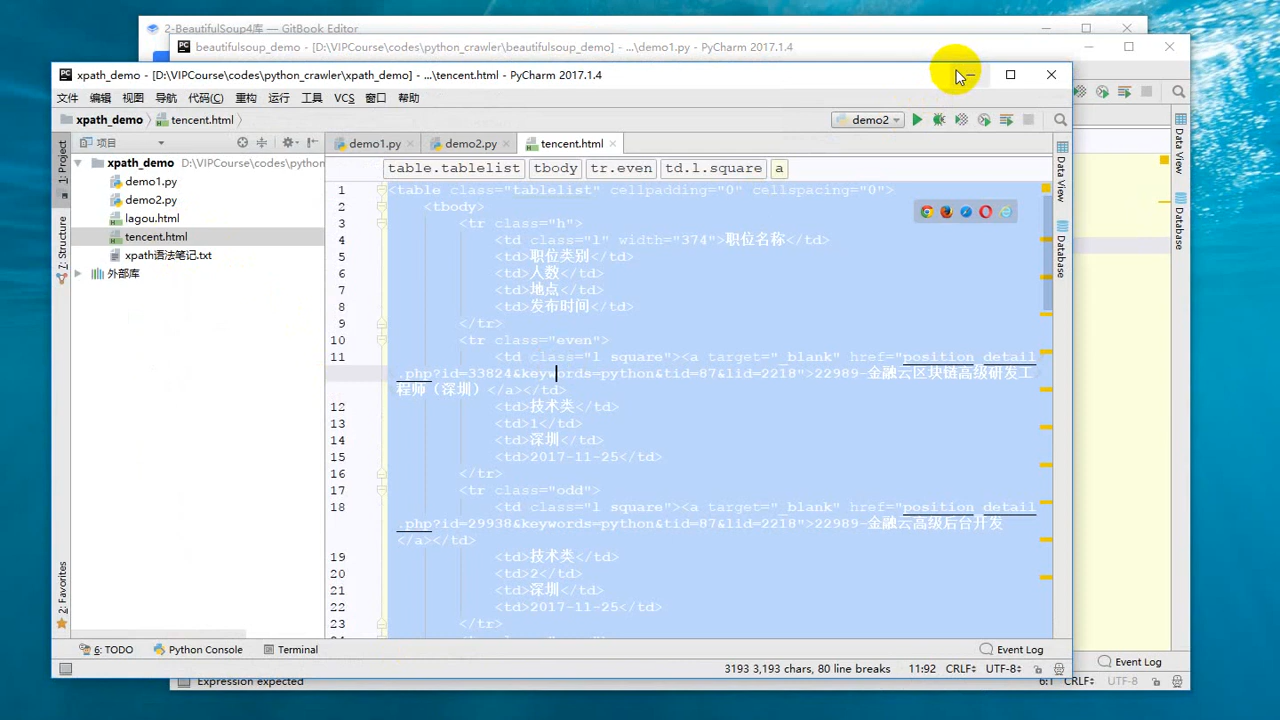 2-BeautifulSoup4库 — GitBook Editor
beautifulsoup_demo - [D:\VIPCourse\codes\python_crawler\beautifulsoup_demo] - ...\demo1.py - PyCharm 2017.1.4
xpath_demo - [D:\VIPCourse\codes\python_crawler\xpath_demo] - ...\tencent.html - PyCharm 2017.1.4
文件 编辑 视图 导航 代码(C) 重构 运行 工具 VCS 窗口 帮助
xpath_demo tencent.html demo2
项目 demo1.py demo2.py tencent.html
xpath_demo D:\VIPCourse\codes\python
demo1.py
demo2.py
lagou.html
tencent.html
xpath语法笔记.txt
外部库
1: Project
7: Structure
2: Favorites
table.tablelist tbody tr.even td.l.square a
1 <table class="tablelist" cellpadding="0" cellspacing="0">
2 <tbody>
3 <tr class="h">
4 <td class="l" width="374">职位名称</td>
5 <td>职位类别</td>
6 <td>人数</td>
7 <td>地点</td>
8 <td>发布时间</td>
9 </tr>
10 <tr class="even">
11 <td class="l square"><a target="_blank" href="position_detail
.php?id=33824&keywords=python&tid=87&lid=2218">22989-金融云区块链高级研发工
程师（深圳）</a></td>
12 <td>技术类</td>
13 <td>1</td>
14 <td>深圳</td>
15 <td>2017-11-25</td>
16 </tr>
17 <tr class="odd">
18 <td class="l square"><a target="_blank" href="position_detail
.php?id=29938&keywords=python&tid=87&lid=2218">22989-金融云高级后台开发
</a></td>
19 <td>技术类</td>
20 <td>2</td>
21 <td>深圳</td>
22 <td>2017-11-25</td>
23 </tr>
Data View
Database
Data View
Database
6: TODO Python Console Terminal Event Log
3193 3,193 chars, 80 line breaks 11:92 CRLF UTF-8
Event Log
Expression expected 6:1 CRLF UTF-8